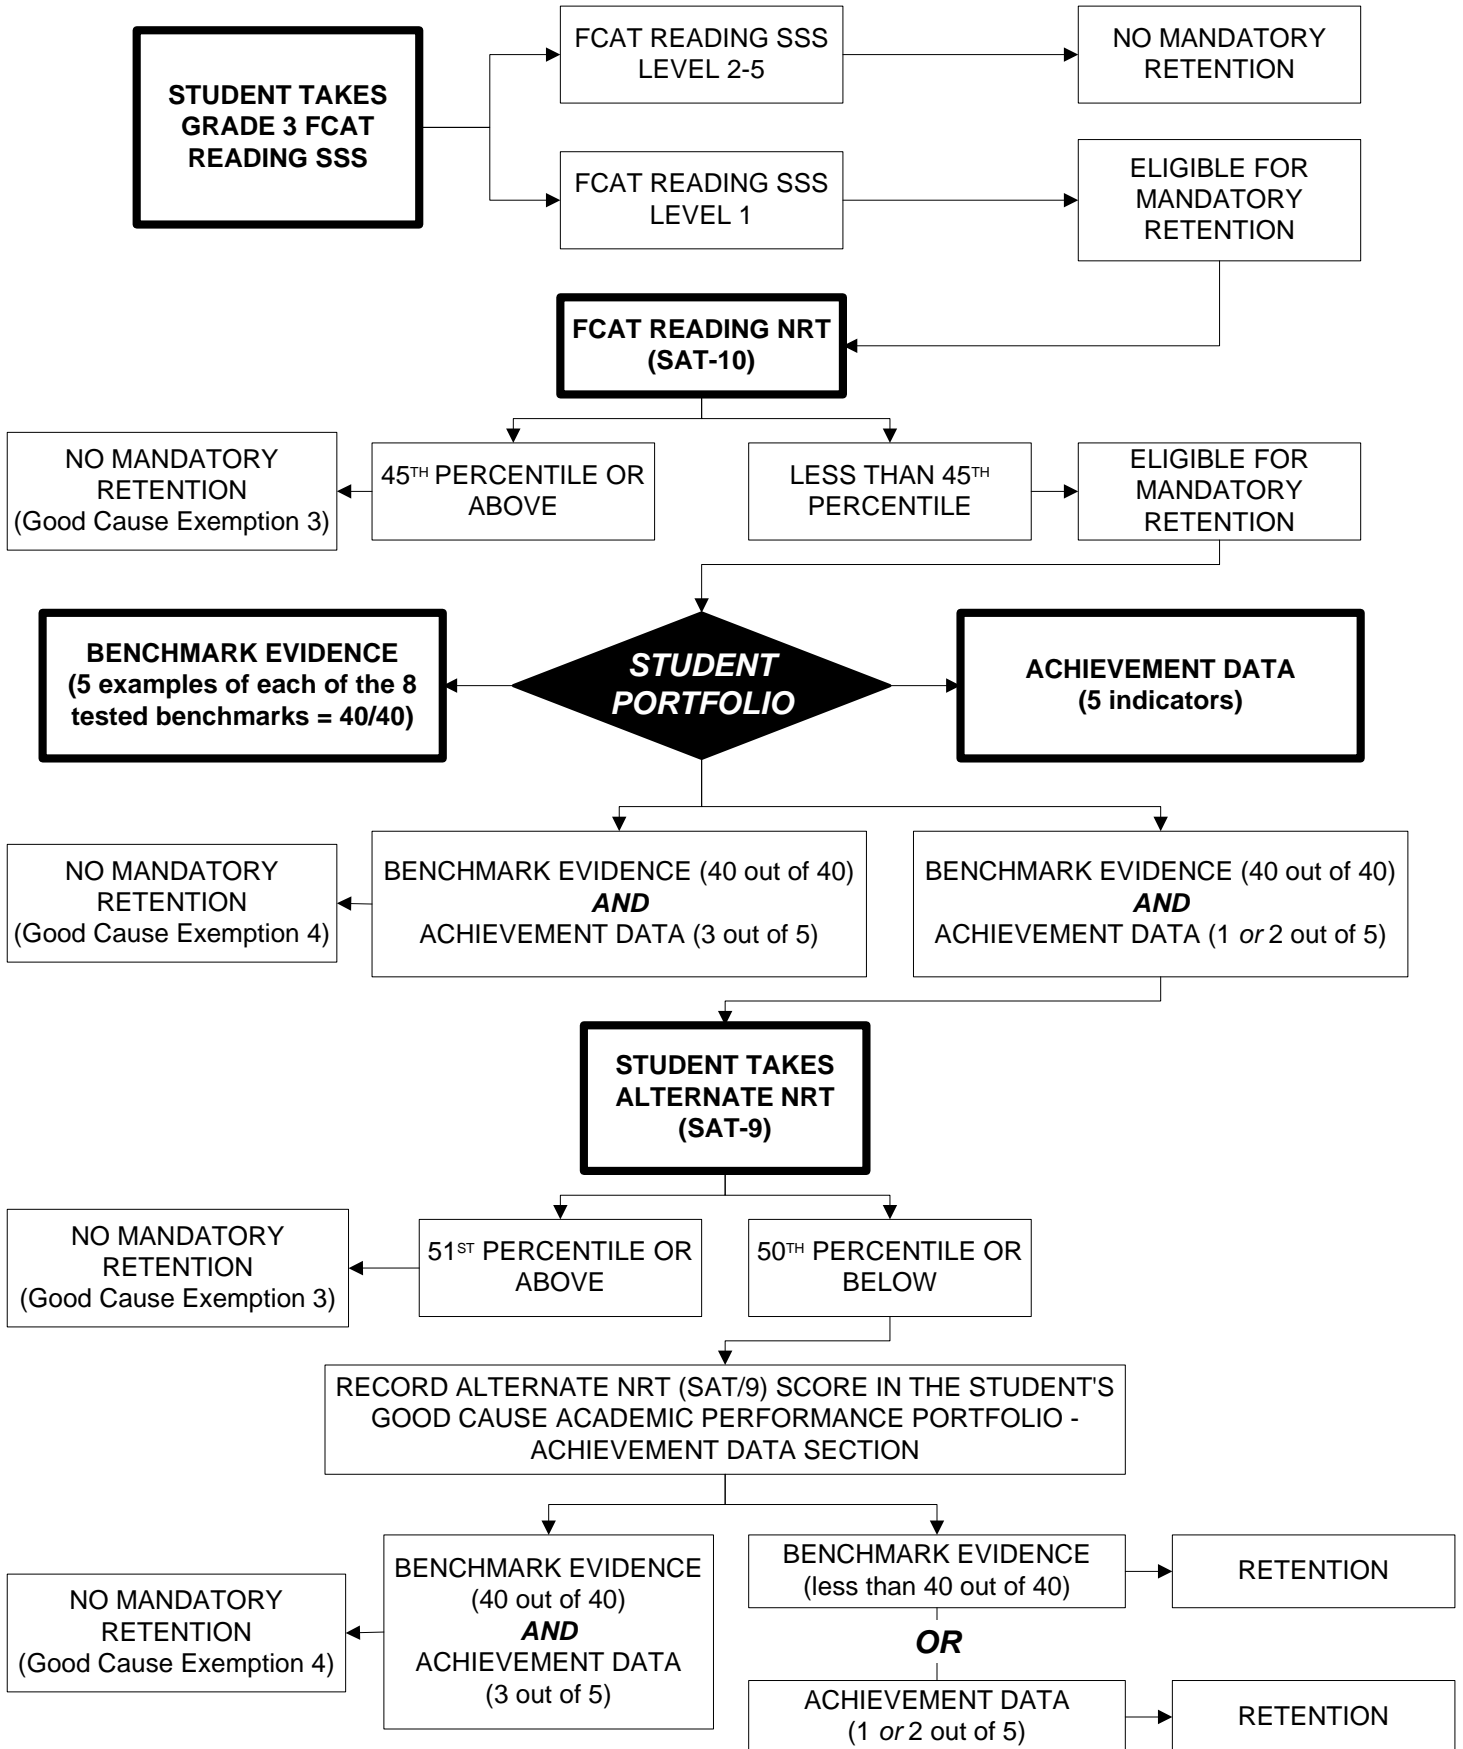 STUDENT TAKES
GRADE 3 FCAT
READING SSS
FCAT READING SSS
LEVEL 2-5
NO MANDATORY
RETENTION
FCAT READING SSS
LEVEL 1
ELIGIBLE FOR
MANDATORY
RETENTION
FCAT READING NRT
(SAT-10)
NO MANDATORY
RETENTION
(Good Cause Exemption 3)
45TH PERCENTILE OR
ABOVE
LESS THAN 45TH
PERCENTILE
ELIGIBLE FOR
MANDATORY
RETENTION
BENCHMARK EVIDENCE
(5 examples of each of the 8
tested benchmarks = 40/40)
STUDENT
PORTFOLIO
ACHIEVEMENT DATA
(5 indicators)
NO MANDATORY
RETENTION
(Good Cause Exemption 4)
BENCHMARK EVIDENCE (40 out of 40)
AND
ACHIEVEMENT DATA (3 out of 5)
BENCHMARK EVIDENCE (40 out of 40)
AND
ACHIEVEMENT DATA (1 or 2 out of 5)
STUDENT TAKES
ALTERNATE NRT
(SAT-9)
NO MANDATORY
RETENTION
(Good Cause Exemption 3)
51ST PERCENTILE OR
ABOVE
50TH PERCENTILE OR
BELOW
RECORD ALTERNATE NRT (SAT/9) SCORE IN THE STUDENT'S
GOOD CAUSE ACADEMIC PERFORMANCE PORTFOLIO -
ACHIEVEMENT DATA SECTION
NO MANDATORY
RETENTION
(Good Cause Exemption 4)
BENCHMARK EVIDENCE
(40 out of 40)
AND
ACHIEVEMENT DATA
(3 out of 5)
BENCHMARK EVIDENCE
(less than 40 out of 40)
RETENTION
OR
ACHIEVEMENT DATA
(1 or 2 out of 5)
RETENTION